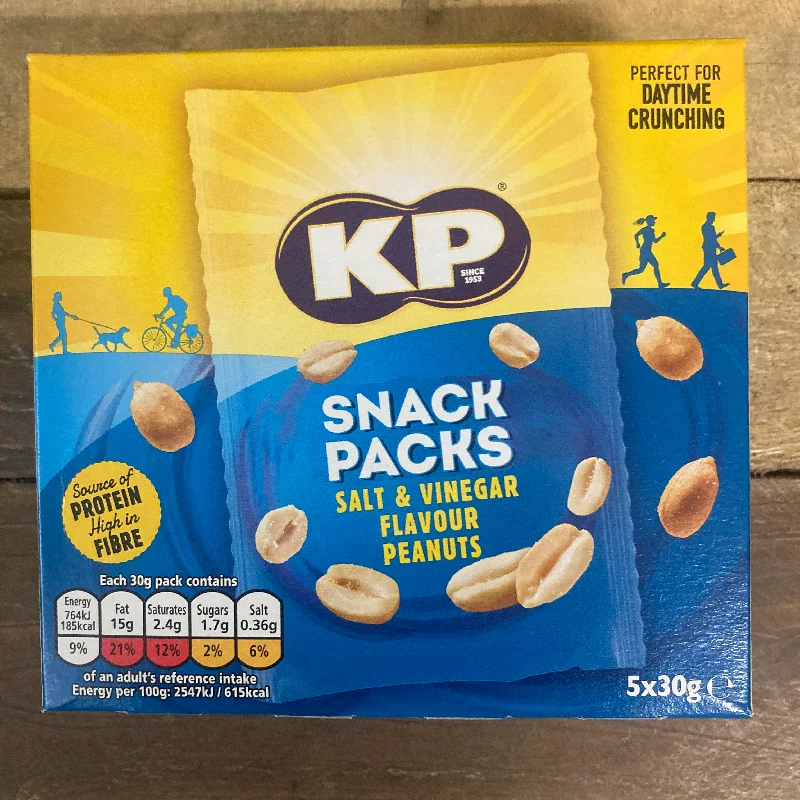 PERFECT FOR
DAYTIME
CRUNCHING
KP
®
SINCE
1953
SNACK
PACKS
SALT & VINEGAR
FLAVOUR
PEANUTS
Source of
PROTEIN
High in
FIBRE
Each 30g pack contains
Energy Fat Saturates Sugars Salt
764kJ
185kcal 15g 2.4g 1.7g 0.36g
9% 21% 12% 2% 6%
of an adult's reference intake
Energy per 100g: 2547kJ / 615kcal
5x30g ℮